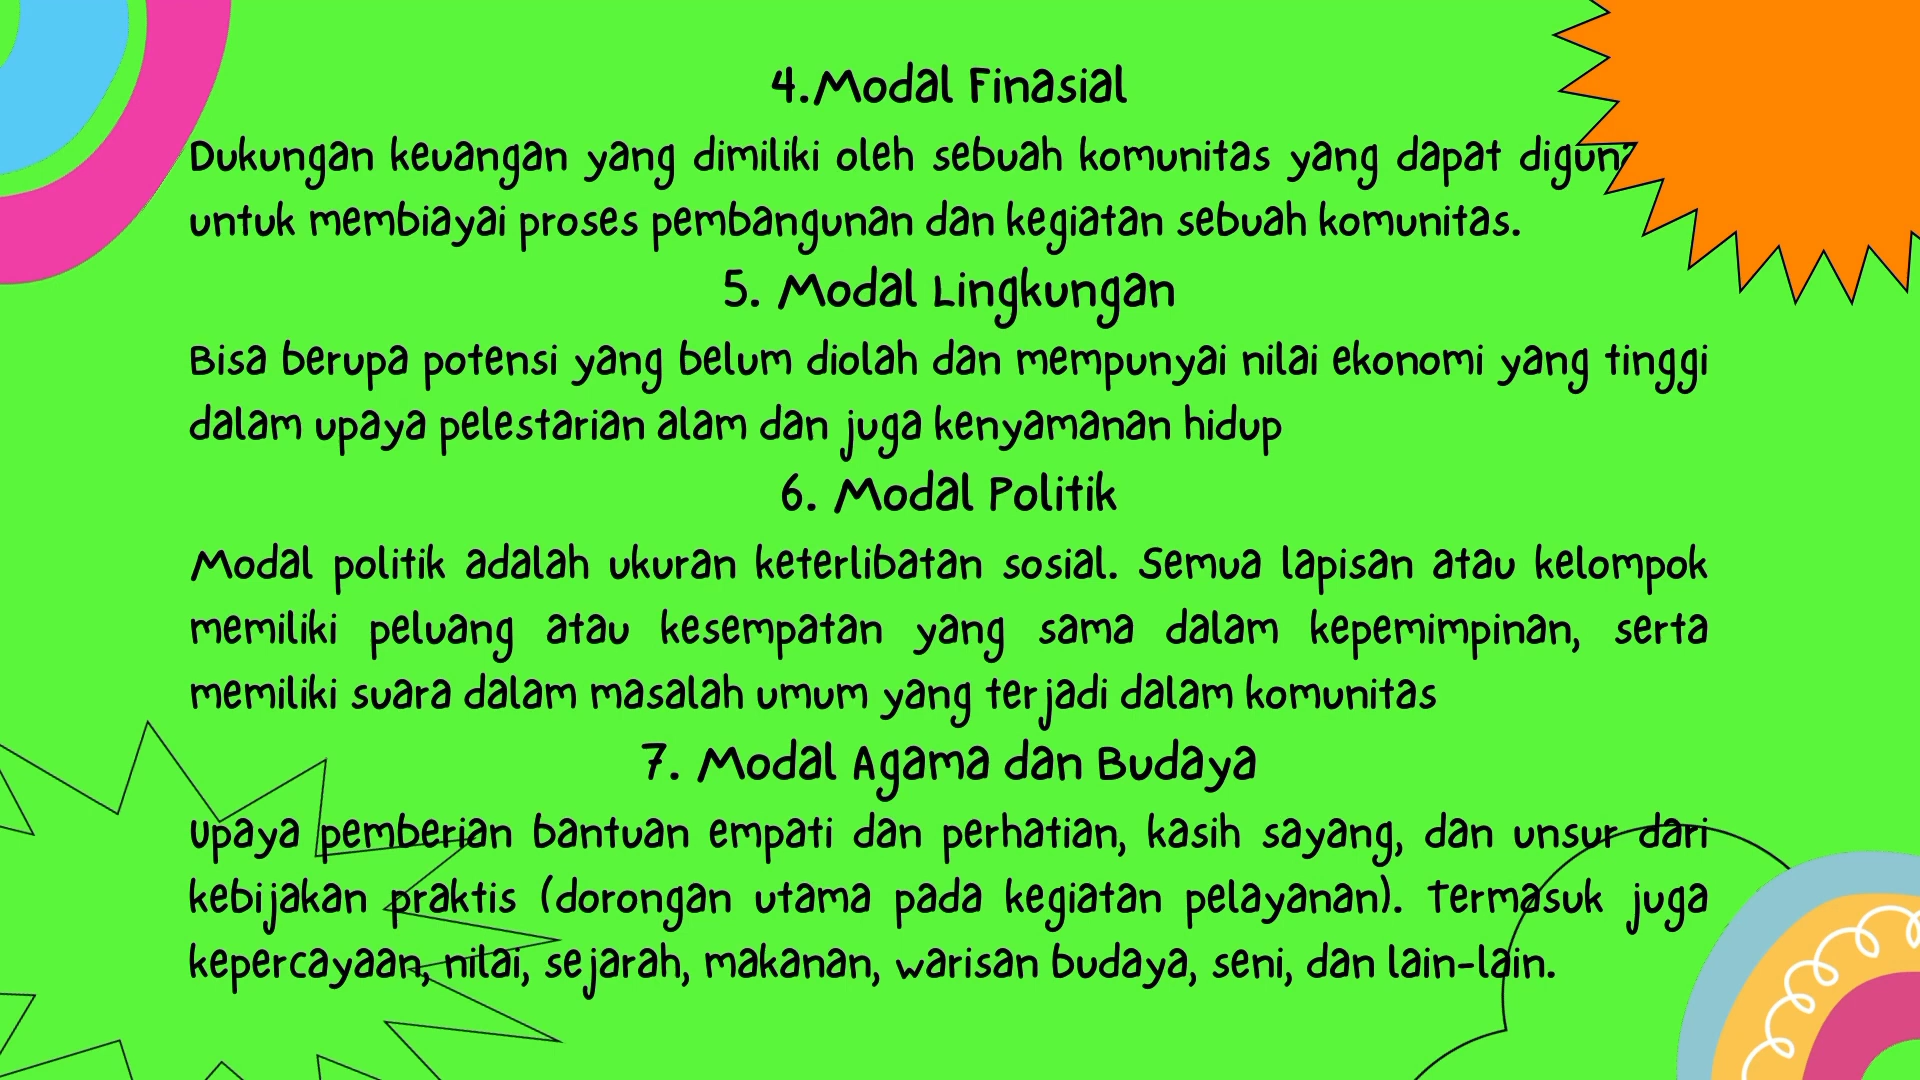 4.Modal Finasial
Dukungan keuangan yang dimiliki oleh sebuah komunitas yang dapat
untuk membiayai proses pembangunan dan kegiatan sebuah komunitas.
5. Modal Lingkungan
Bisa berupa potensi yang belum diolah dan mempunyai nilai ekonomi yang tinggi
dalam upaya pelestarian alam dan juga kenyamanan hidup
6. Modal Politik
Modal politik adalah ukuran keterlibatan sosial. Semua lapisan atau kelompok
memiliki peluang atau kesempatan yang sama dalam kepemimpinan, serta
memiliki suara dalam masalah umum yang terjadi dalam komunitas
7. Modal Agama dan Budaya
Upaya pemberian bantuan empati dan perhatian, kasih sayang, dan unsur dari
kebijakan praktis (dorongan utama pada kegiatan pelayanan). Termasuk juga
kepercayaan, nilai, sejarah, makanan, warisan budaya, seni, dan lain-lain.